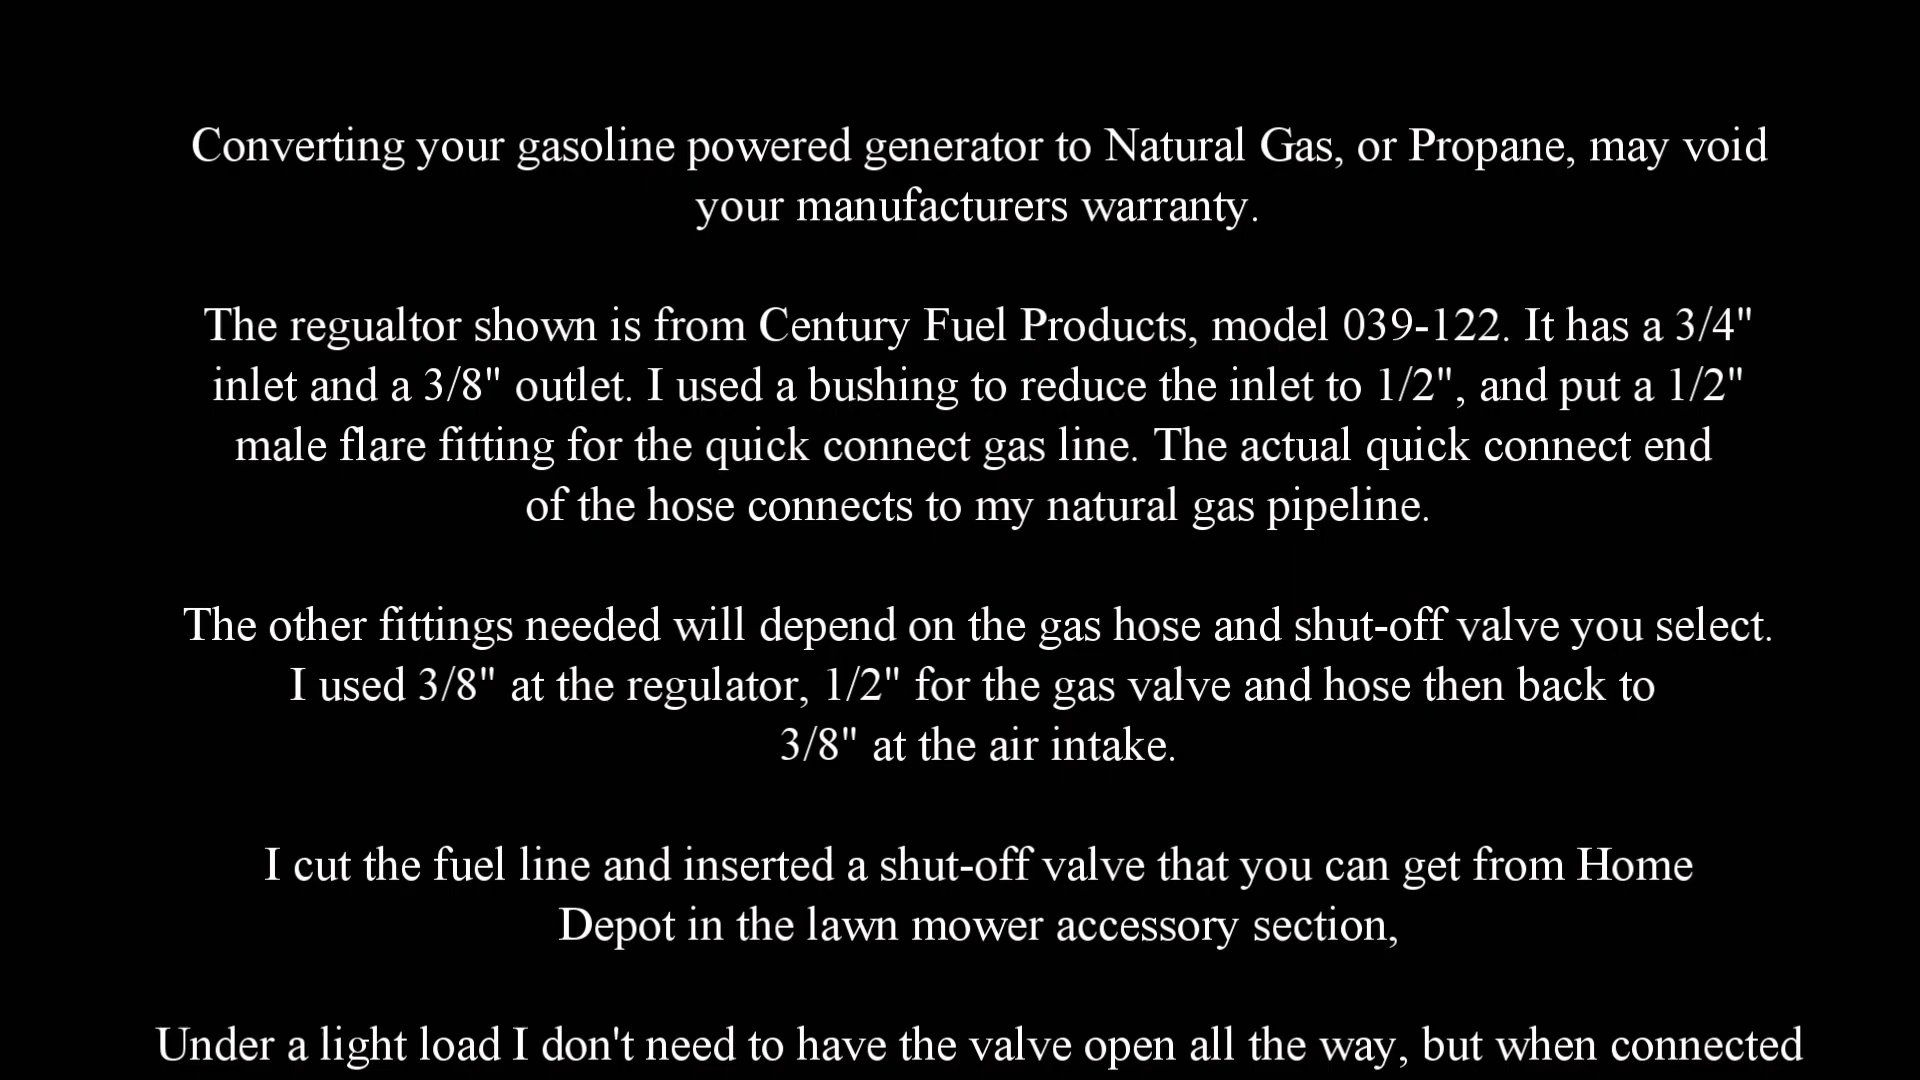 Converting your gasoline powered generator to Natural Gas, or Propane, may void
your manufacturers warranty.
The regualtor shown is from Century Fuel Products, model 039-122. It has a 3/4"
inlet and a 3/8" outlet. I used a bushing to reduce the inlet to 1/2", and put a 1/2"
male flare fitting for the quick connect gas line. The actual quick connect end
of the hose connects to my natural gas pipeline.
The other fittings needed will depend on the gas hose and shut-off valve you select.
I used 3/8" at the regulator, 1/2" for the gas valve and hose then back to
3/8" at the air intake.
I cut the fuel line and inserted a shut-off valve that you can get from Home
Depot in the lawn mower accessory section,
Under a light load I don't need to have the valve open all the way, but when connected